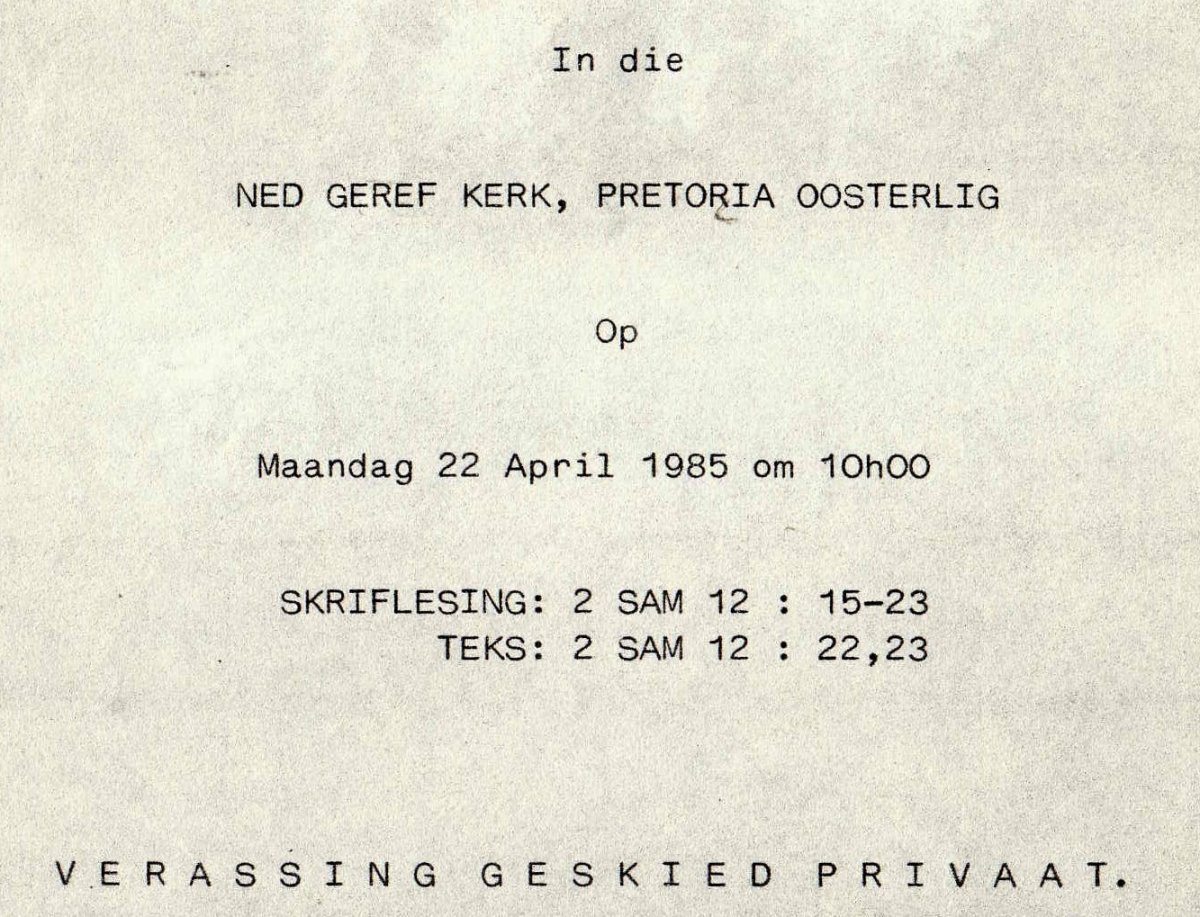 In die
NED GEREF KERK, PRETORIA OOSTERLIG
Op
Maandag 22 April 1985 om 10h00
SKRIFLESING: 2 SAM 12 : 15-23
TEKS: 2 SAM 12 : 22,23
VERASSING GESKIED PRIVAAT.